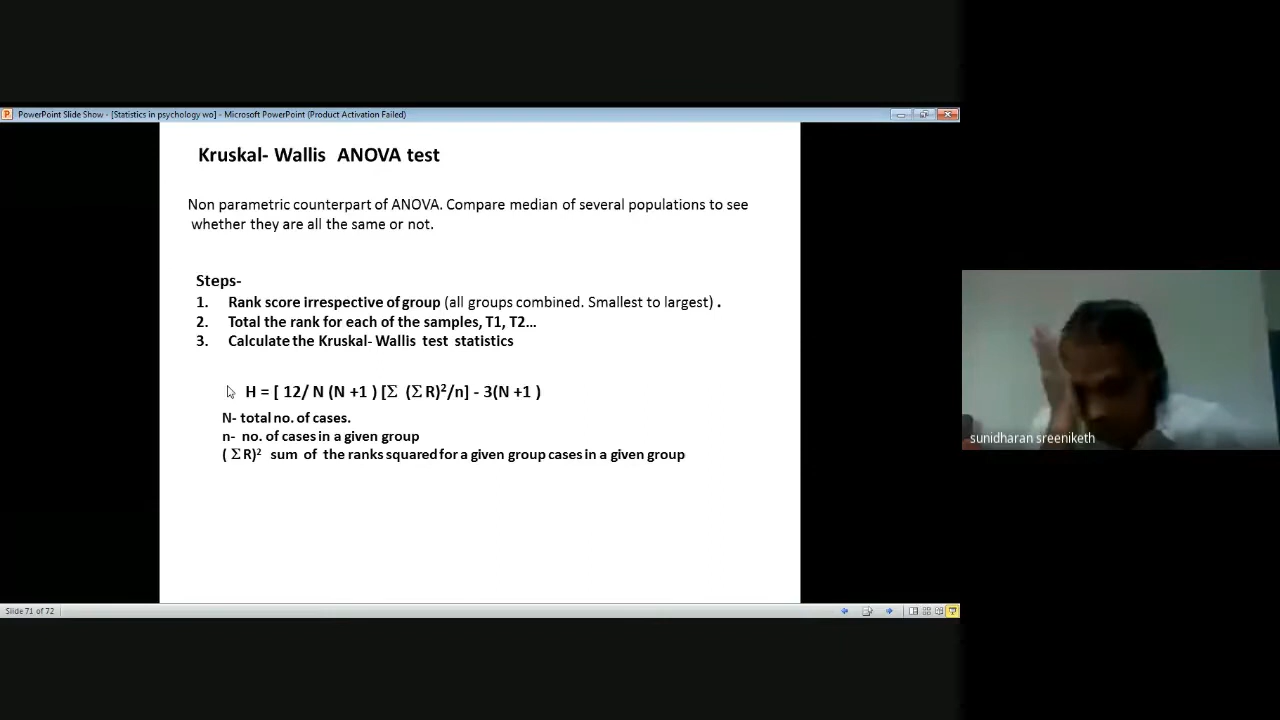 PowerPoint Slide Show - [Statistics in psychology wo] - Microsoft PowerPoint (Product Activation Failed)
Kruskal- Wallis ANOVA test
Non parametric counterpart of ANOVA. Compare median of several populations to see
whether they are all the same or not.
Steps-
1. Rank score irrespective of group (all groups combined. Smallest to largest) .
2. Total the rank for each of the samples, T1, T2...
3. Calculate the Kruskal- Wallis test statistics
H = [ 12/ N (N +1 ) [Σ (Σ R)²/n] - 3(N +1 )
N- total no. of cases.
n- no. of cases in a given group
( Σ R)² sum of the ranks squared for a given group cases in a given group
sunidharan sreeniketh
Slide 71 of 72